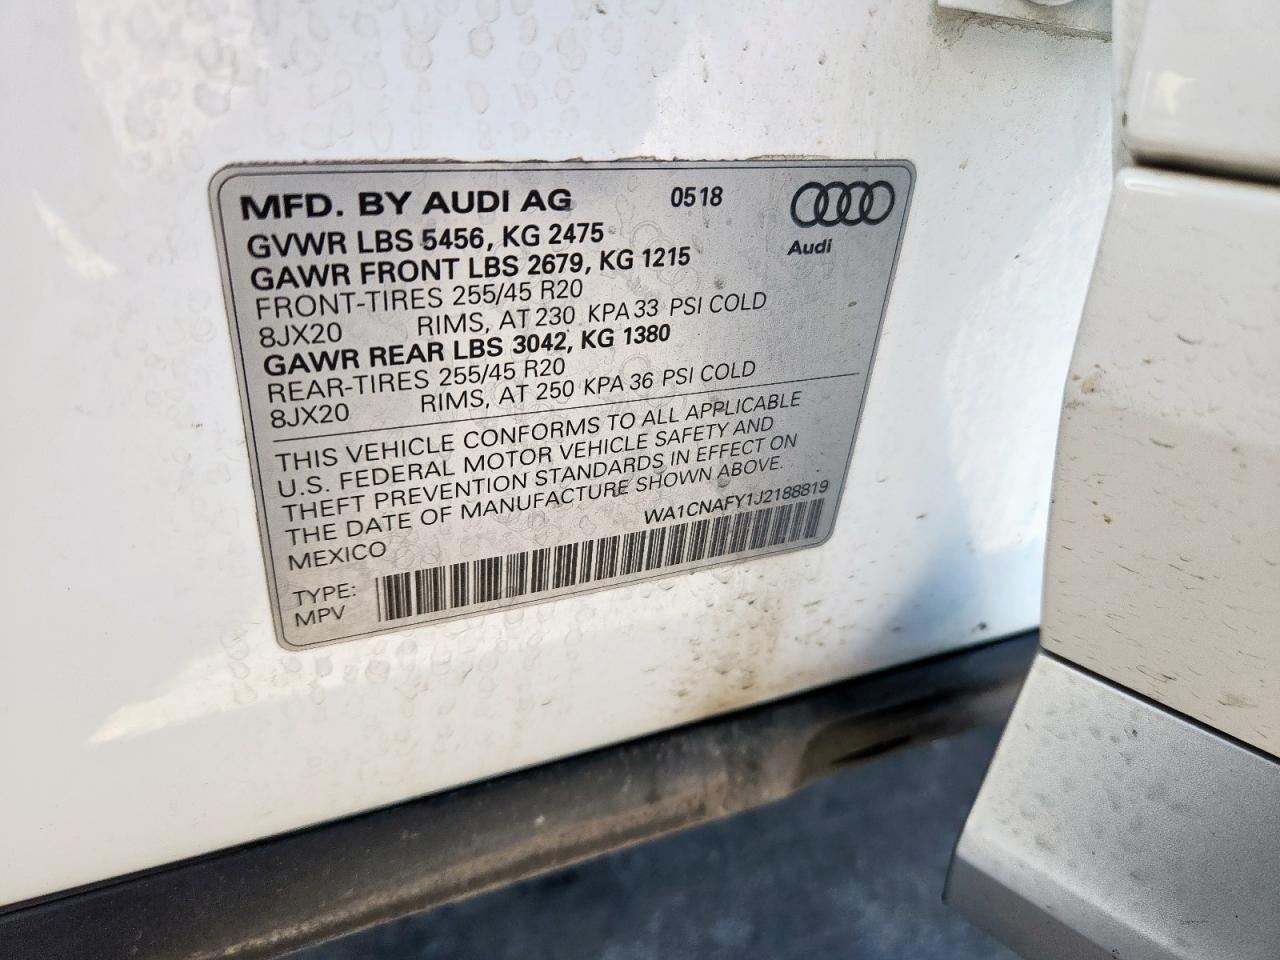 MFD. BY AUDI AG 0518
Audi
GVWR LBS 5456, KG 2475
GAWR FRONT LBS 2679, KG 1215
FRONT-TIRES 255/45 R20
8JX20 RIMS, AT 230 KPA 33 PSI COLD
GAWR REAR LBS 3042, KG 1380
REAR-TIRES 255/45 R20
8JX20 RIMS, AT 250 KPA 36 PSI COLD
THIS VEHICLE CONFORMS TO ALL APPLICABLE
U.S. FEDERAL MOTOR VEHICLE SAFETY AND
THEFT PREVENTION STANDARDS IN EFFECT ON
THE DATE OF MANUFACTURE SHOWN ABOVE.
MEXICO WA1CNAFY1J2188819
TYPE:
MPV